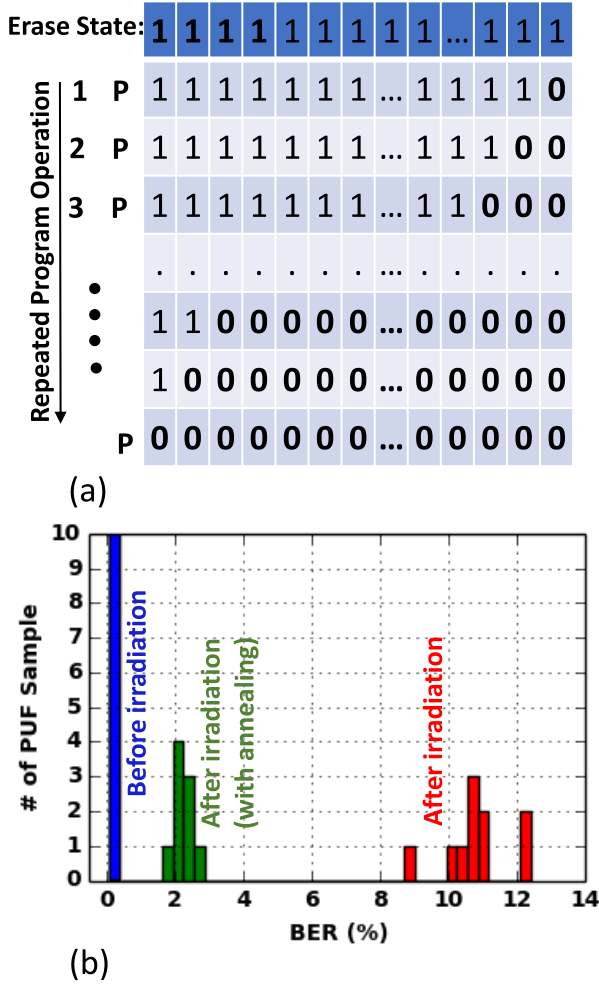 Erase State: 1 1 1 1 1 1 1 1 1 ... 1 1 1
Repeated Program Operation
1 P 1 1 1 1 1 1 1 ... 1 1 1 1 0
2 P 1 1 1 1 1 1 1 ... 1 1 1 0 0
3 P 1 1 1 1 1 1 1 ... 1 1 0 0 0
. . . . . . . ... . . . . .
1 1 0 0 0 0 0 ... 0 0 0 0 0
1 0 0 0 0 0 0 ... 0 0 0 0 0
P 0 0 0 0 0 0 0 ... 0 0 0 0 0
(a)
10
9
8
7
6
5
4
3
2
1
0
# of PUF Sample
Before irradiation
After irradiation
(with annealing)
After irradiation
0 2 4 6 8 10 12 14
BER (%)
(b)